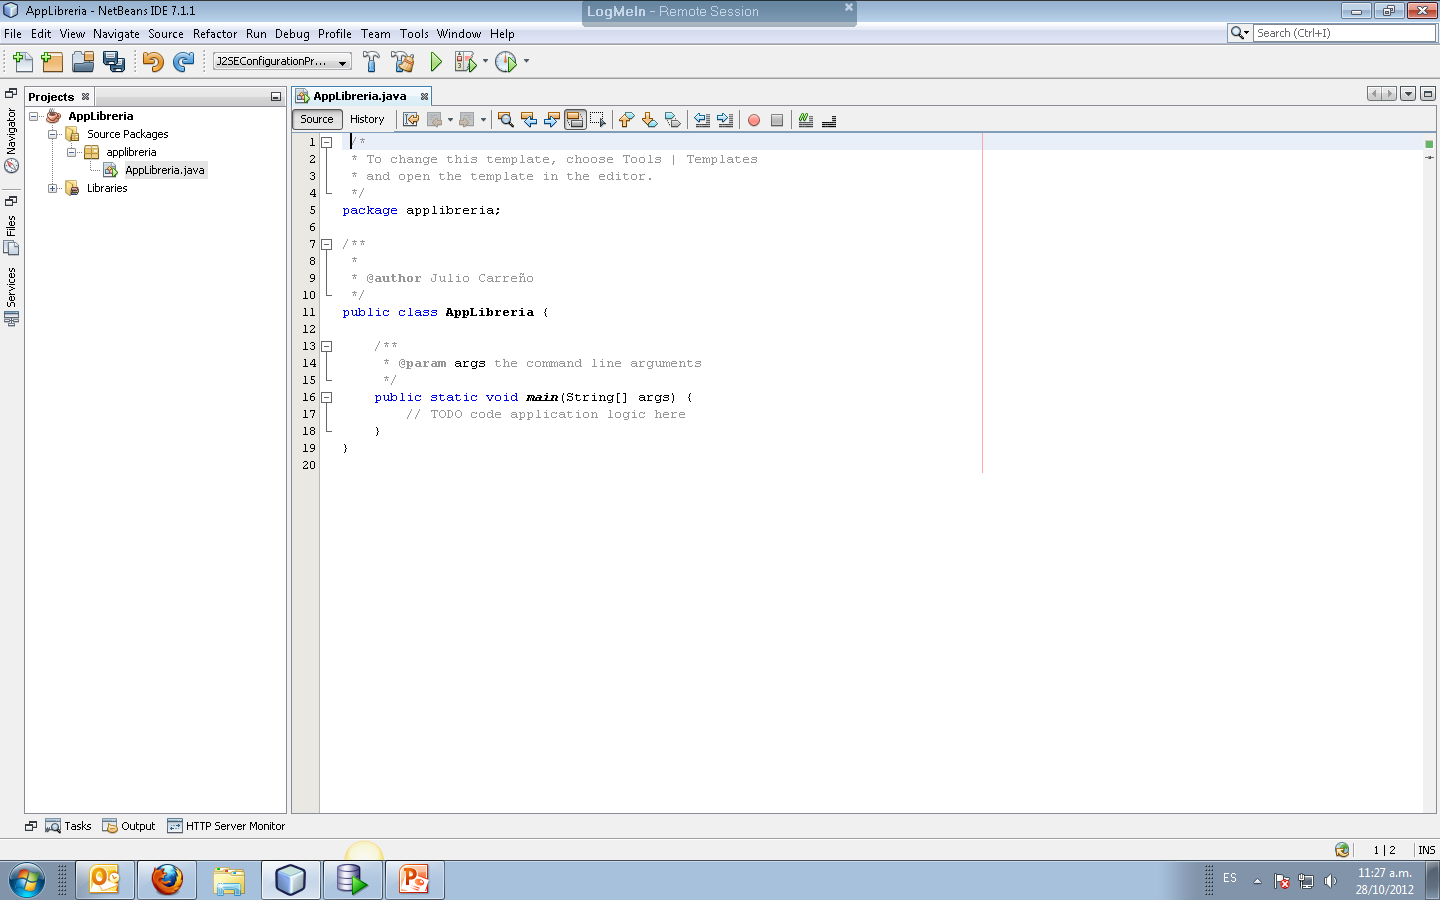 AppLibreria - NetBeans IDE 7.1.1
LogMeIn - Remote Session
File Edit View Navigate Source Refactor Run Debug Profile Team Tools Window Help
Search (Ctrl+I)
J2SEConfigurationPr...
Projects
AppLibreria.java
Navigator
Files
Services
AppLibreria
Source Packages
applibreria
AppLibreria.java
Libraries
Source History
1 /*
2 * To change this template, choose Tools | Templates
3 * and open the template in the editor.
4 */
5 package applibreria;
6
7 /**
8 *
9 * @author Julio Carreño
10 */
11 public class AppLibreria {
12
13 /**
14 * @param args the command line arguments
15 */
16 public static void main(String[] args) {
17 // TODO code application logic here
18 }
19 }
20
Tasks Output HTTP Server Monitor
1 | 2 INS
ES
11:27 a.m.
28/10/2012